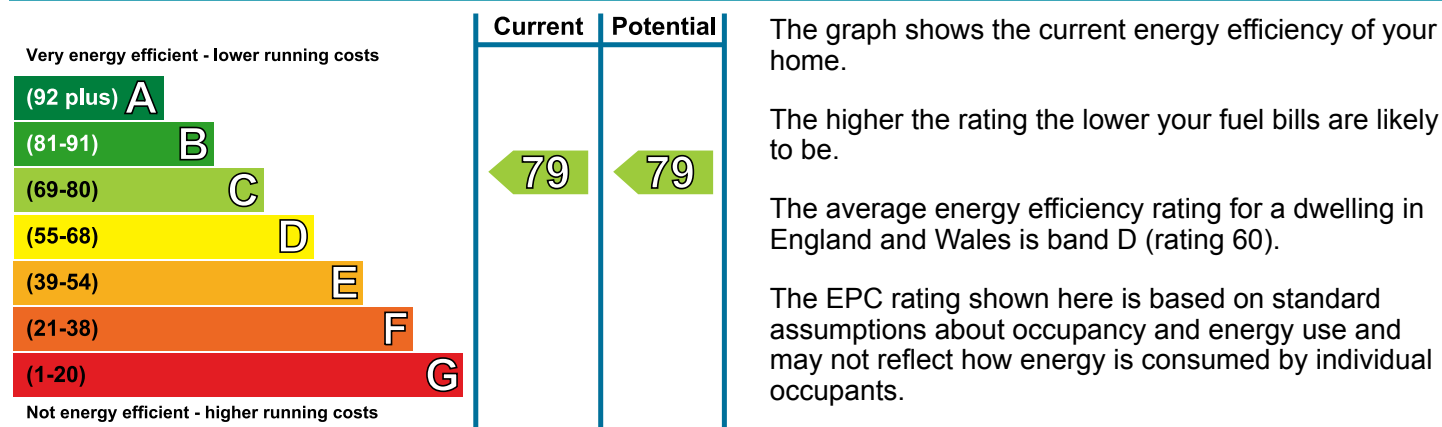 Current Potential
Very energy efficient - lower running costs
(92 plus) A
(81-91) B
(69-80) C
79 79
(55-68) D
(39-54) E
(21-38) F
(1-20) G
Not energy efficient - higher running costs
The graph shows the current energy efficiency of your
home.
The higher the rating the lower your fuel bills are likely
to be.
The average energy efficiency rating for a dwelling in
England and Wales is band D (rating 60).
The EPC rating shown here is based on standard
assumptions about occupancy and energy use and
may not reflect how energy is consumed by individual
occupants.